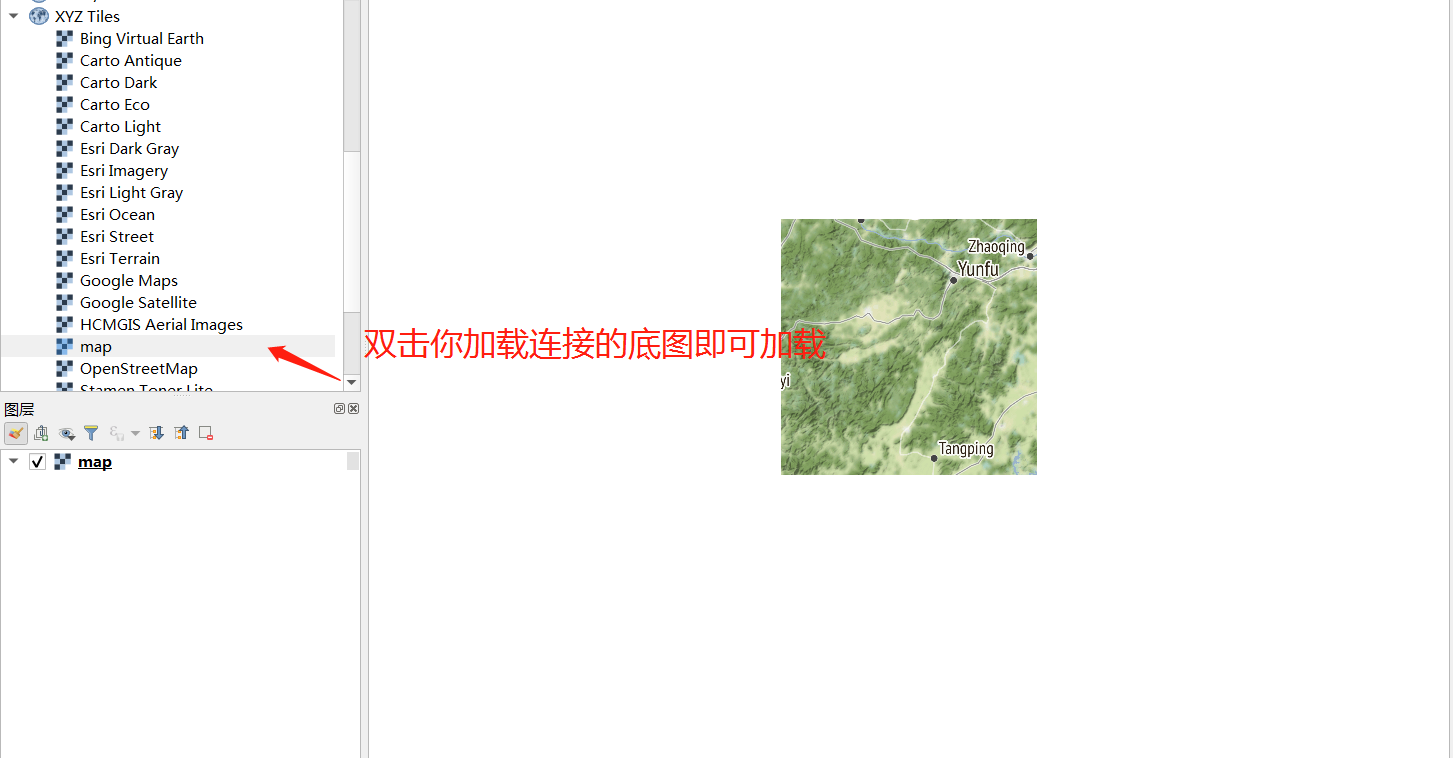 XYZ Tiles
Bing Virtual Earth
Carto Antique
Carto Dark
Carto Eco
Carto Light
Esri Dark Gray
Esri Imagery
Esri Light Gray
Esri Ocean
Esri Street
Esri Terrain
Google Maps
Google Satellite
HCMGIS Aerial Images
map
OpenStreetMap
Stamen Toner Lite
图层
map
双击你加载连接的底图即可加载
Zhaoqing
Yunfu
yi
Tangping